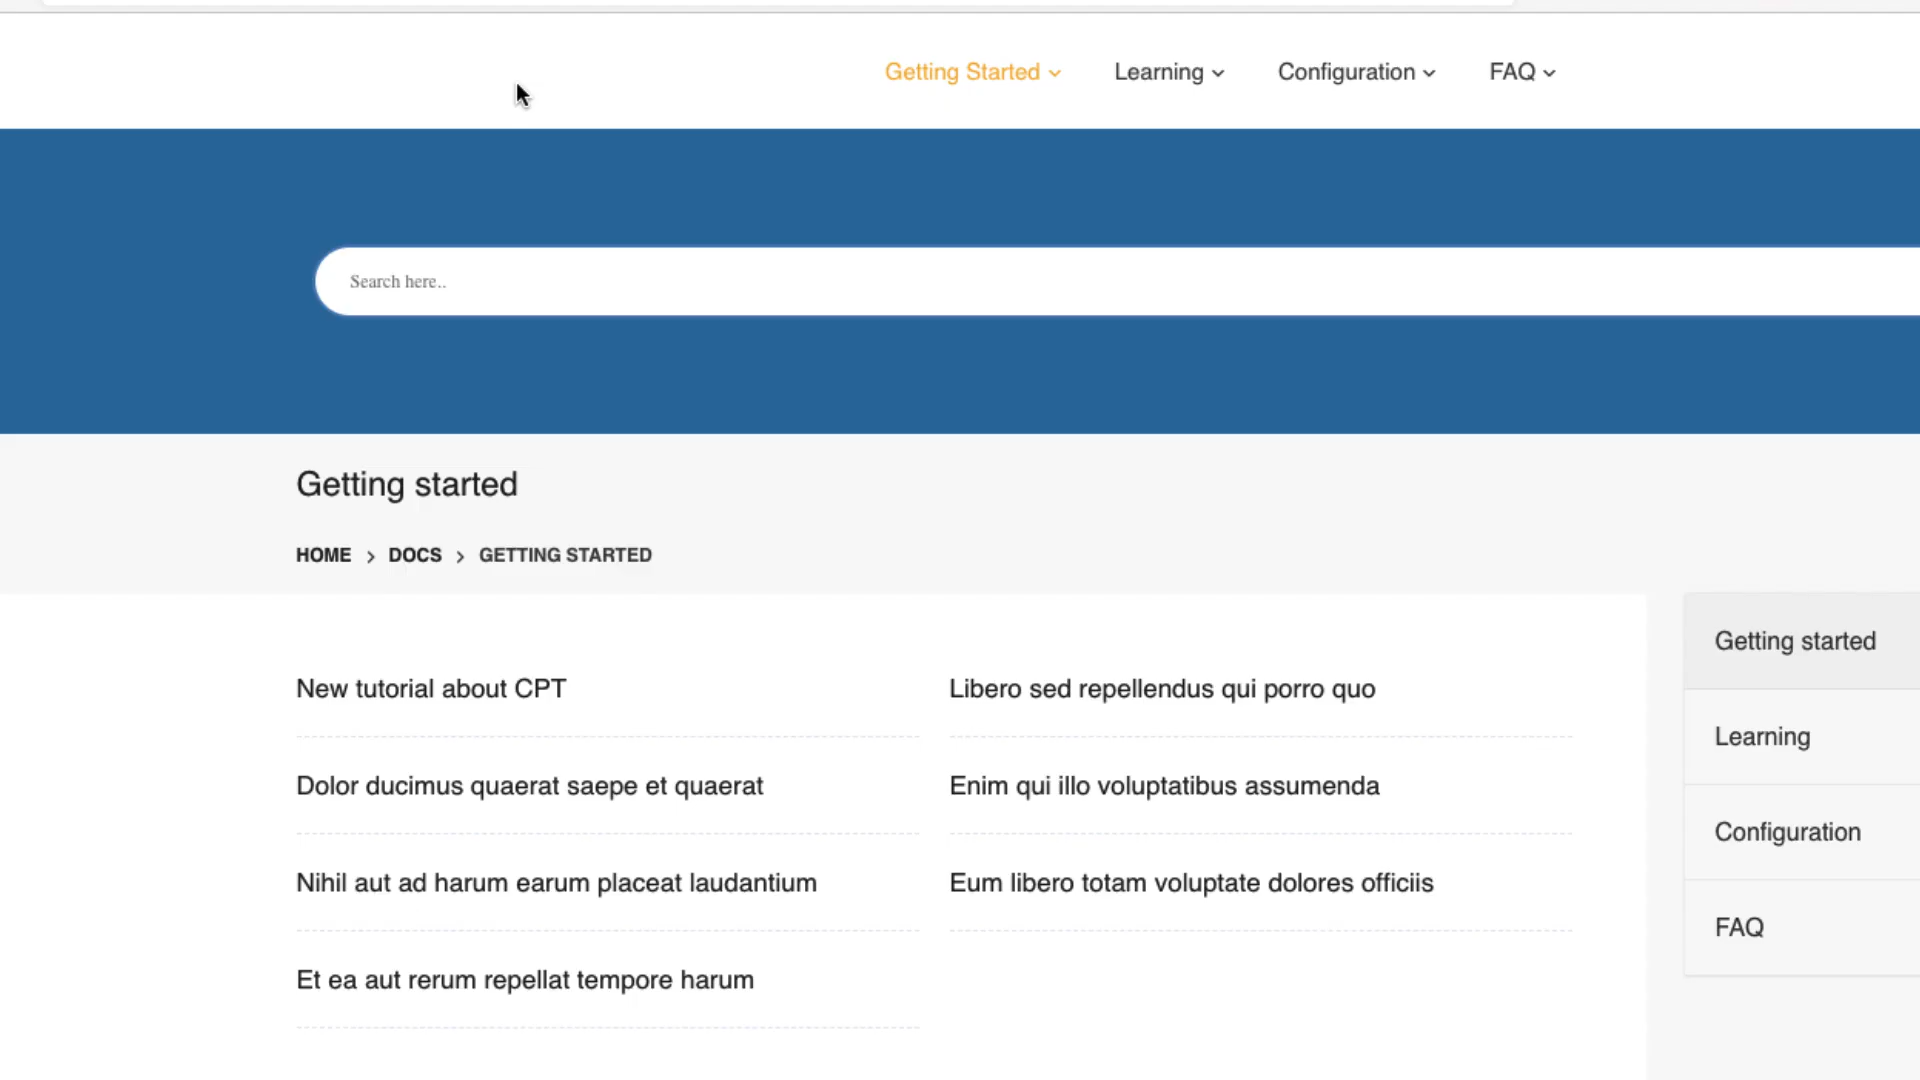 Getting Started Learning Configuration FAQ
Search here..
Getting started
HOME > DOCS > GETTING STARTED
New tutorial about CPT
Dolor ducimus quaerat saepe et quaerat
Nihil aut ad harum earum placeat laudantium
Et ea aut rerum repellat tempore harum
Libero sed repellendus qui porro quo
Enim qui illo voluptatibus assumenda
Eum libero totam voluptate dolores officiis
Getting started
Learning
Configuration
FAQ